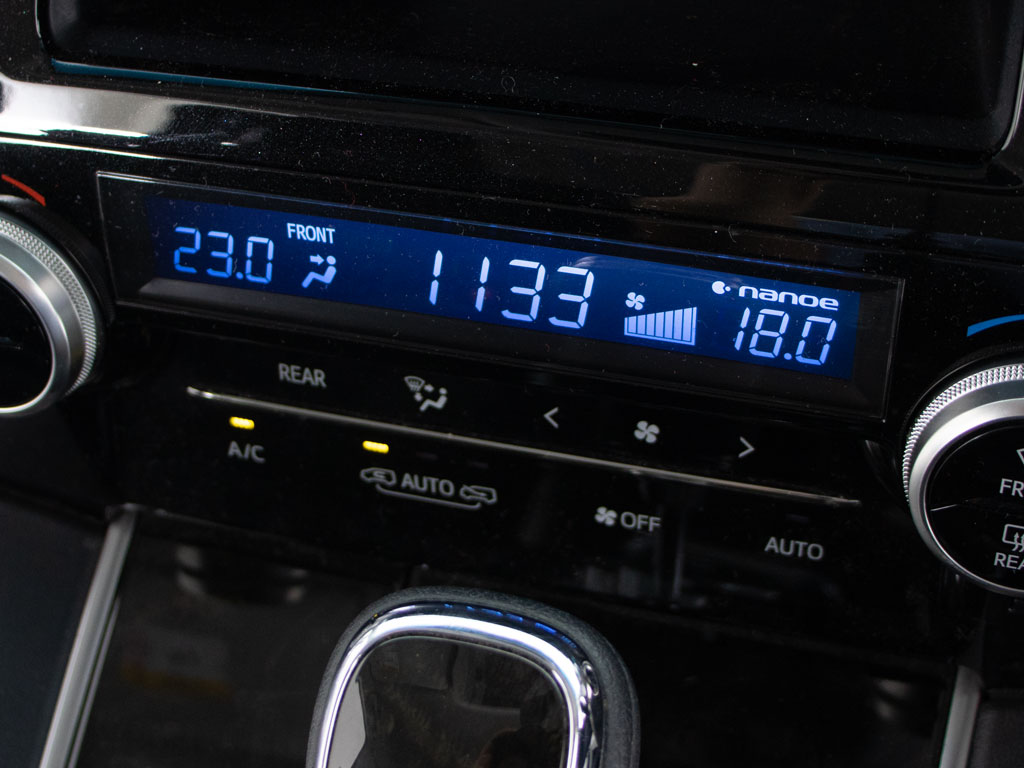 23.0
FRONT
1133
nanoe
18.0
REAR
A/C
AUTO
OFF
AUTO